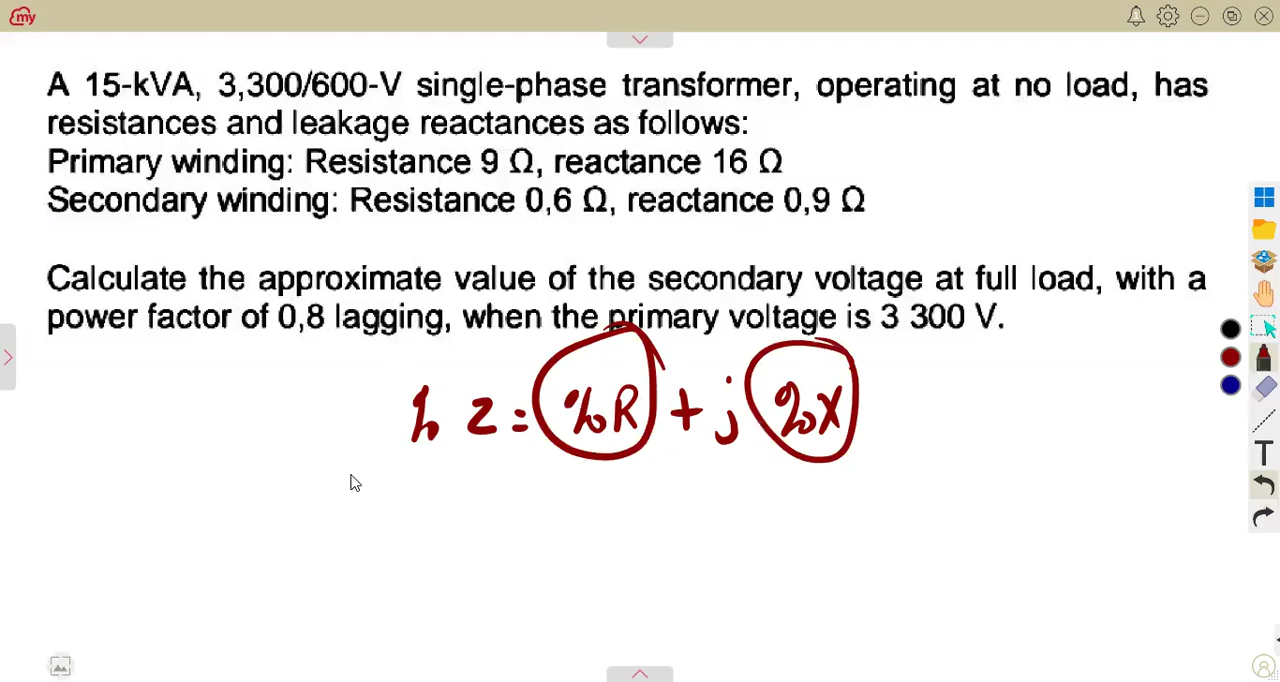 my
A 15-kVA, 3,300/600-V single-phase transformer, operating at no load, has
resistances and leakage reactances as follows:
Primary winding: Resistance 9 Ω, reactance 16 Ω
Secondary winding: Resistance 0,6 Ω, reactance 0,9 Ω
Calculate the approximate value of the secondary voltage at full load, with a
power factor of 0,8 lagging, when the primary voltage is 3 300 V.
z = %R + j %X
T